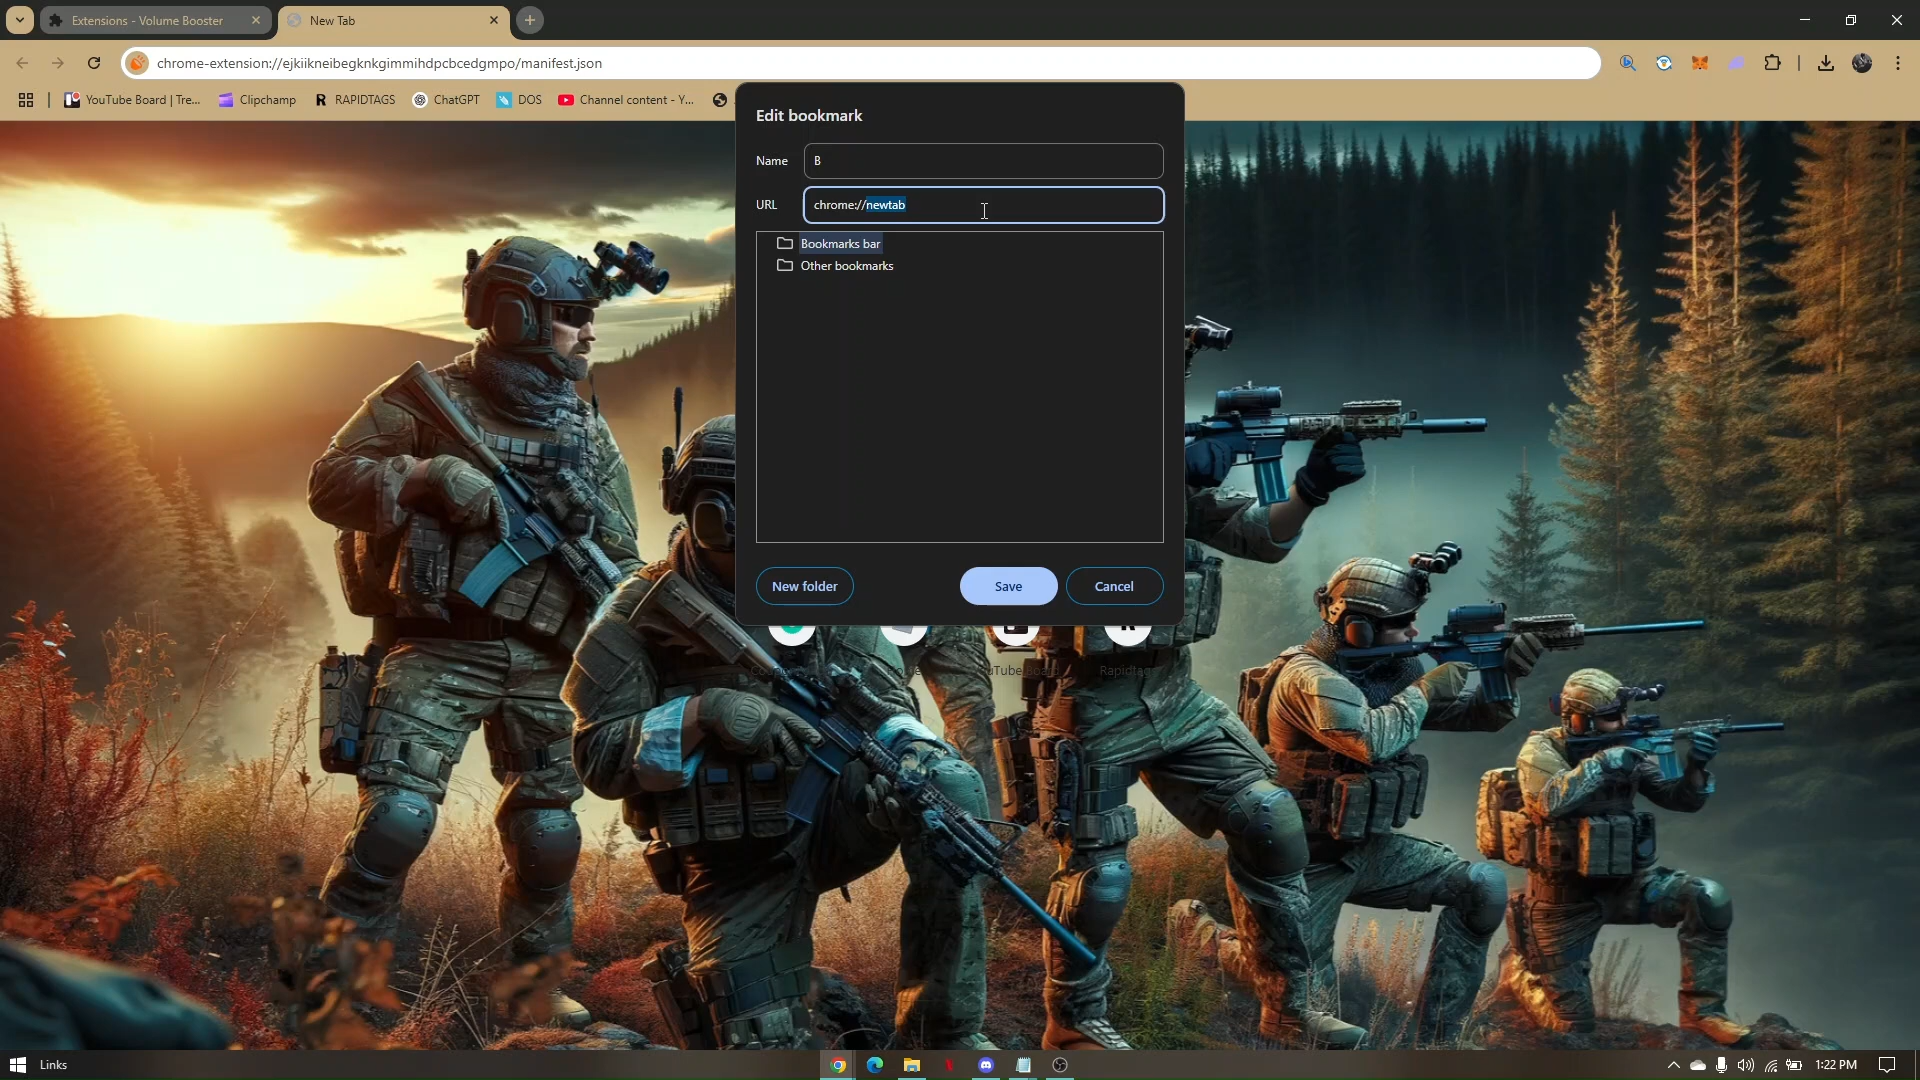 Extensions - Volume Booster
New Tab
chrome-extension://ejkiikneibegknkgimmihdpcbcedgmpo/manifest.json
YouTube Board | Tre...
Clipchamp
RAPIDTAGS
ChatGPT
DOS
Channel content - Y...
Edit bookmark
Name
B
URL
chrome://newtab
Bookmarks bar
Other bookmarks
New folder
Save
Cancel
YouTube Board
Rapidtags
Links
1:22 PM